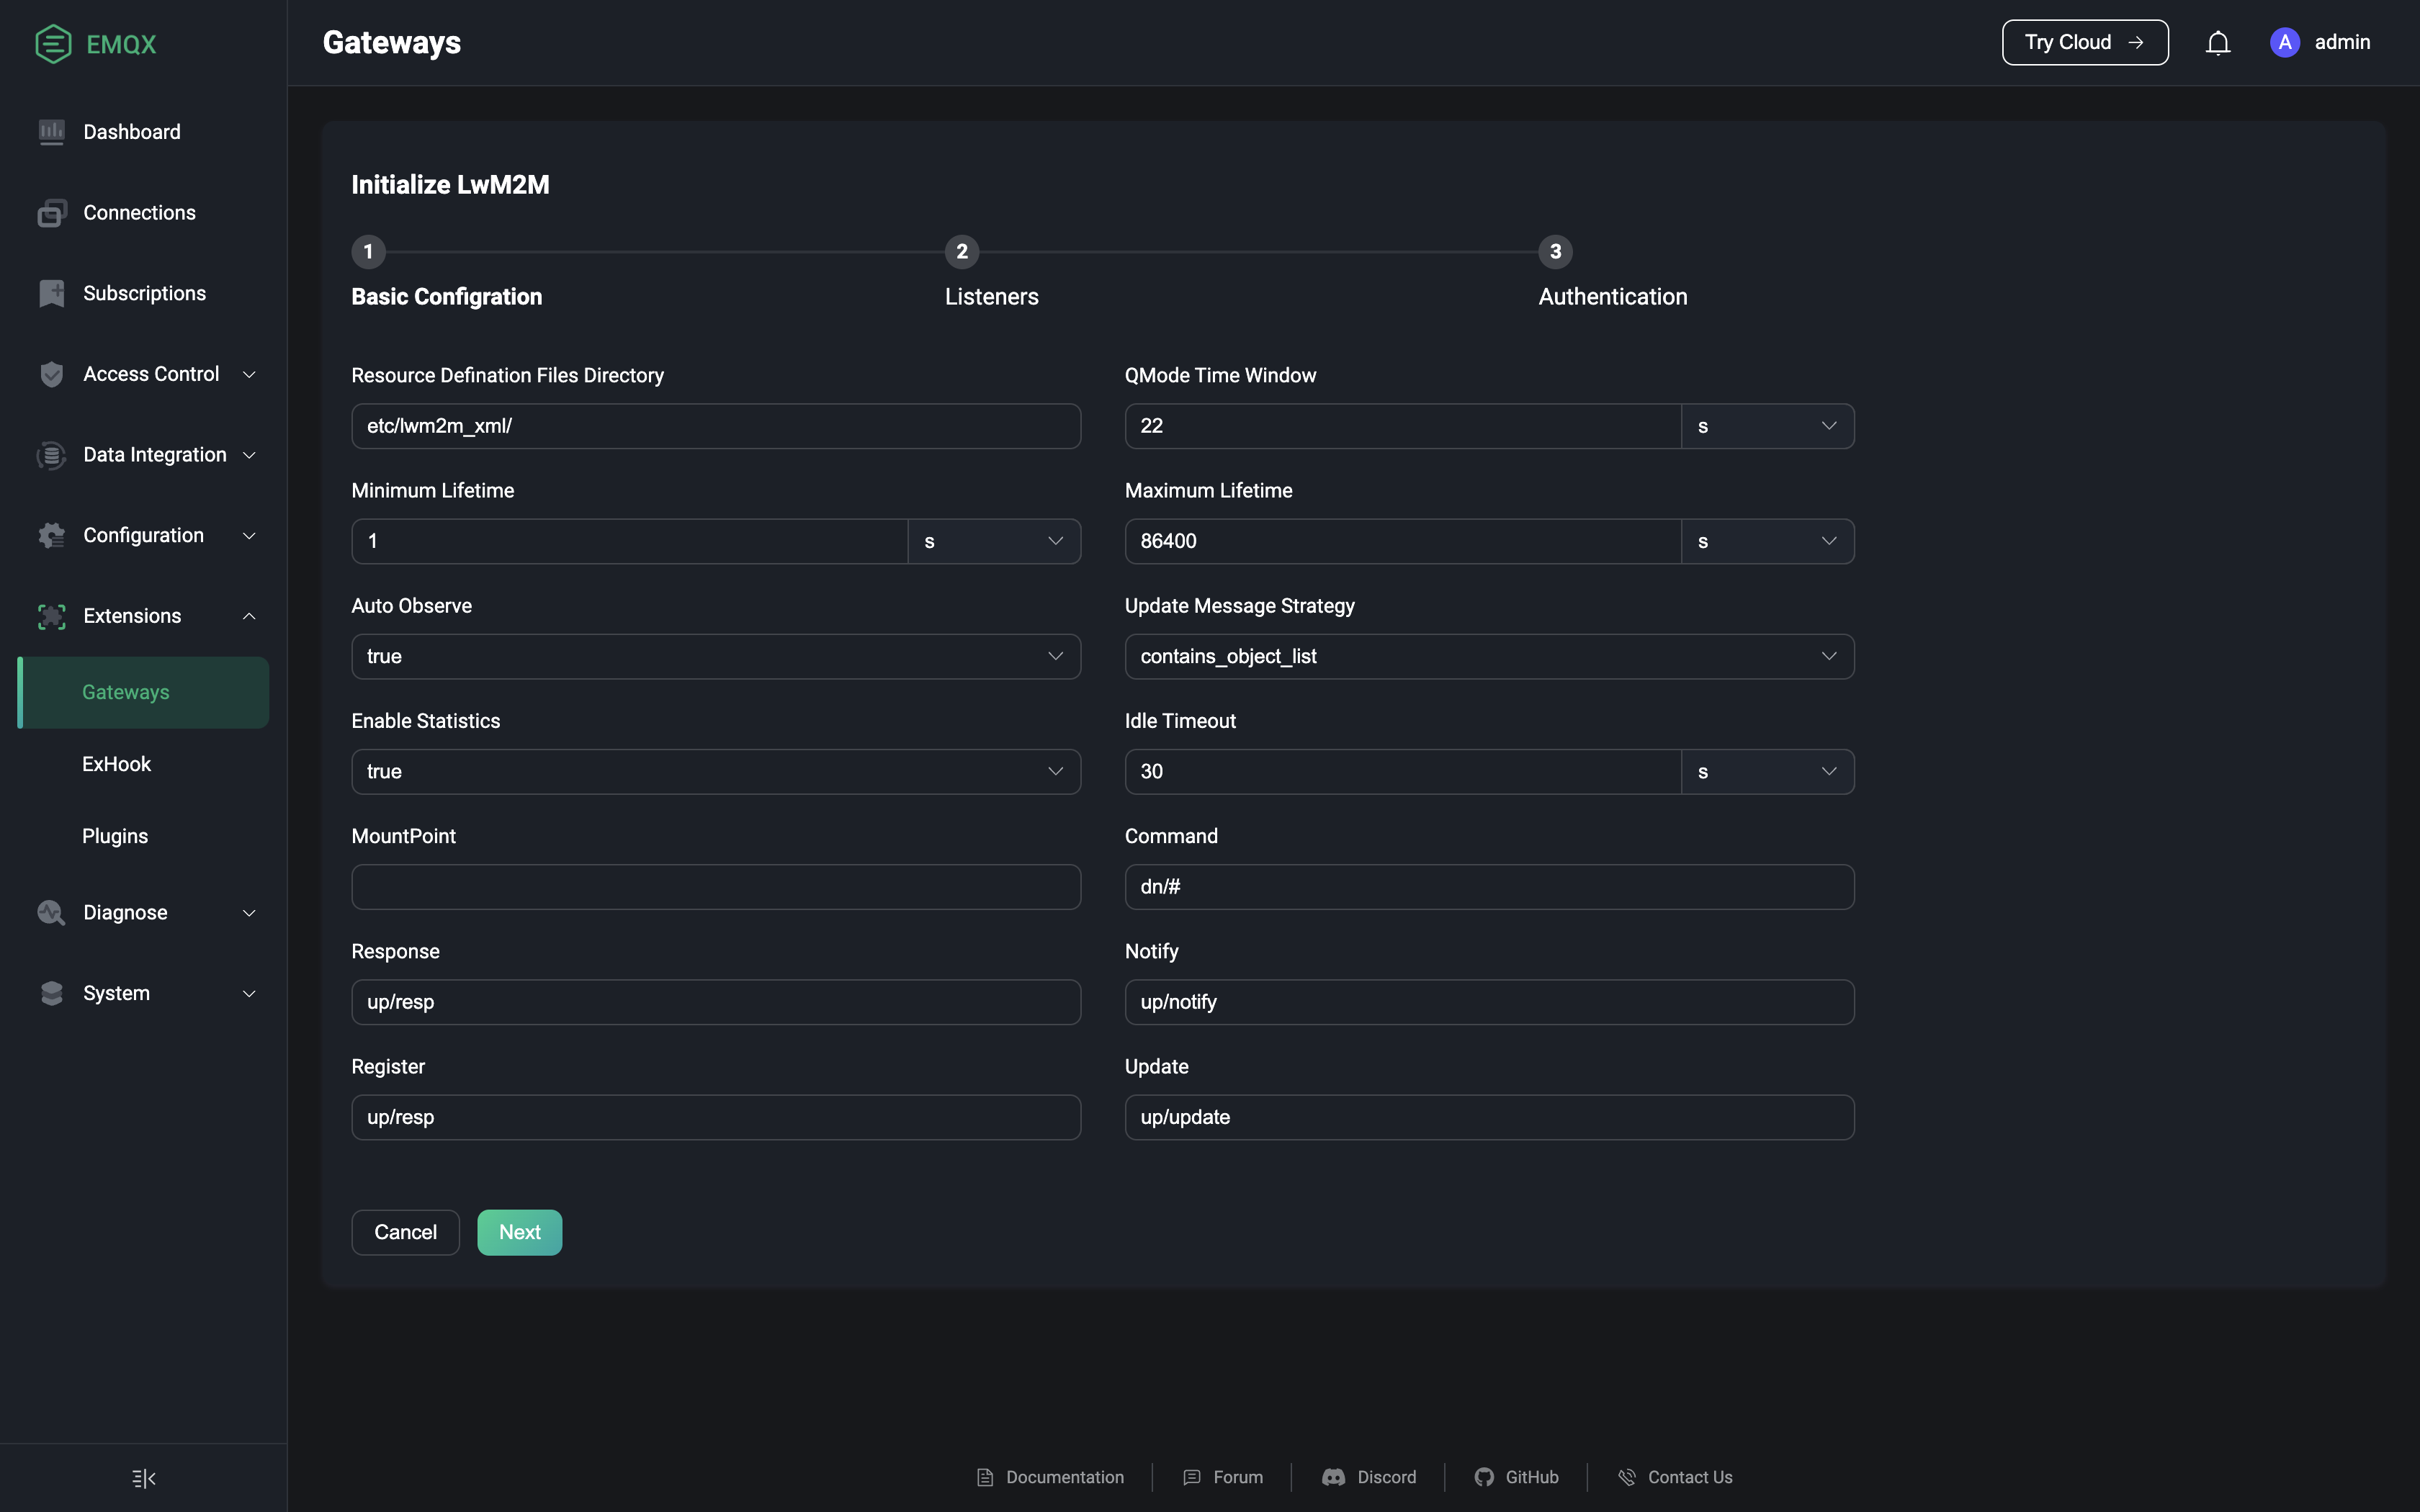 EMQX
Gateways
Try Cloud →
A admin
Dashboard
Connections
Subscriptions
Access Control
Data Integration
Configuration
Extensions
Gateways
ExHook
Plugins
Diagnose
System
Initialize LwM2M
1 2 3
Basic Configration Listeners Authentication
Resource Defination Files Directory QMode Time Window
etc/lwm2m_xml/ 22 s
Minimum Lifetime Maximum Lifetime
1 s 86400 s
Auto Observe Update Message Strategy
true contains_object_list
Enable Statistics Idle Timeout
true 30 s
MountPoint Command
dn/#
Response Notify
up/resp up/notify
Register Update
up/resp up/update
Cancel Next
Documentation Forum Discord GitHub Contact Us